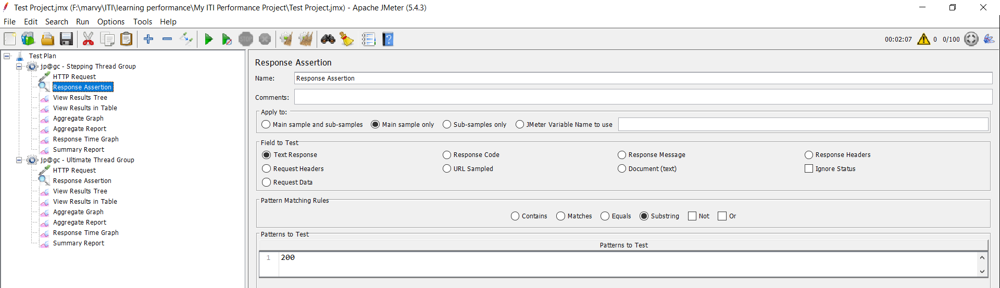 Test Project.jmx (F:\marvy\ITI\learning performance\My ITI Performance Project\Test Project.jmx) - Apache JMeter (5.4.3)
File Edit Search Run Options Tools Help
STOP 00:02:07 0 0/100
Test Plan
jp@gc - Stepping Thread Group
HTTP Request
Response Assertion
View Results Tree
View Results in Table
Aggregate Graph
Aggregate Report
Response Time Graph
Summary Report
jp@gc - Ultimate Thread Group
HTTP Request
Response Assertion
View Results Tree
View Results in Table
Aggregate Graph
Aggregate Report
Response Time Graph
Summary Report
Response Assertion
Name: Response Assertion
Comments:
Apply to:
Main sample and sub-samples Main sample only Sub-samples only JMeter Variable Name to use
Field to Test
Text Response Response Code Response Message Response Headers
Request Headers URL Sampled Document (text) Ignore Status
Request Data
Pattern Matching Rules
Contains Matches Equals Substring Not Or
Patterns to Test
Patterns to Test
1 200